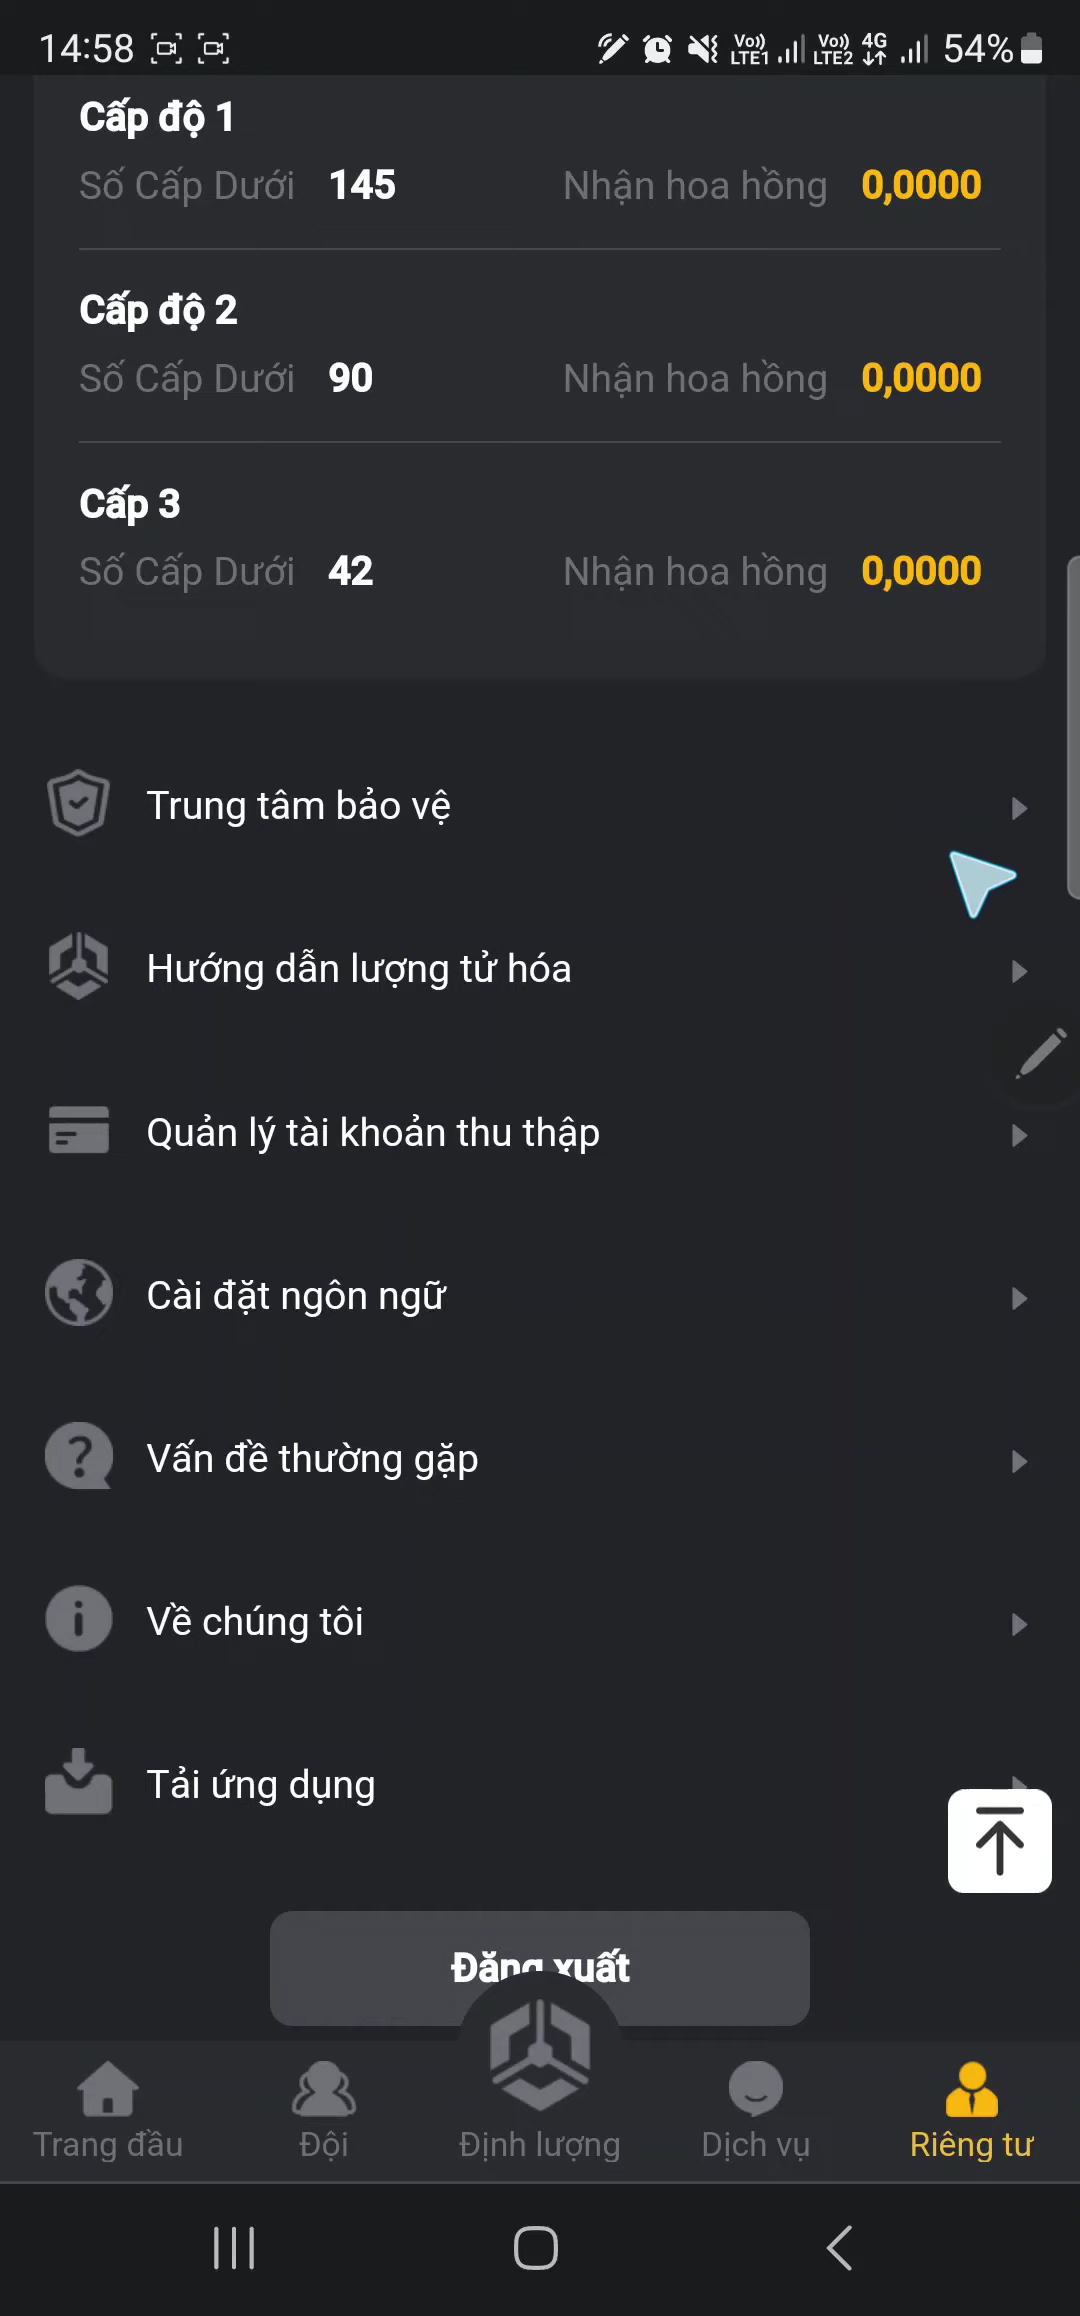 14:58 Vo)) LTE1 Vo)) LTE2 4G 54%
Cấp độ 1
Số Cấp Dưới 145 Nhận hoa hồng 0,0000
Cấp độ 2
Số Cấp Dưới 90 Nhận hoa hồng 0,0000
Cấp 3
Số Cấp Dưới 42 Nhận hoa hồng 0,0000
Trung tâm bảo vệ
Hướng dẫn lượng tử hóa
Quản lý tài khoản thu thập
Cài đặt ngôn ngữ
Vấn đề thường gặp
Về chúng tôi
Tải ứng dụng
Đăng xuất
Trang đầu Đội Định lượng Dịch vụ Riêng tư